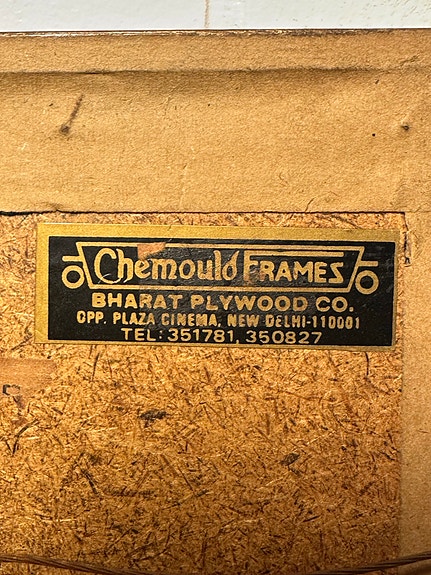 Chemould FRAMES
BHARAT PLYWOOD CO.
OPP. PLAZA CINEMA, NEW DELHI-110001
TEL: 351781, 350827